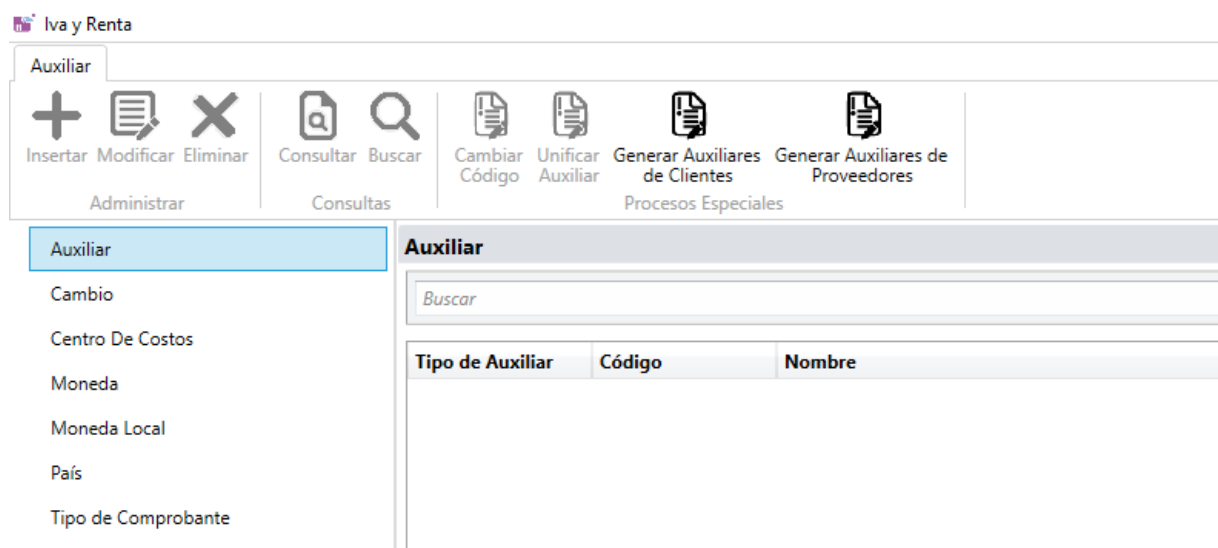 Iva y Renta
Auxiliar
Insertar Modificar Eliminar Consultar Buscar Cambiar Código Unificar Auxiliar Generar Auxiliares de Clientes Generar Auxiliares de Proveedores
Administrar Consultas Procesos Especiales
Auxiliar
Cambio
Centro De Costos
Moneda
Moneda Local
País
Tipo de Comprobante
Auxiliar
Buscar
Tipo de Auxiliar Código Nombre